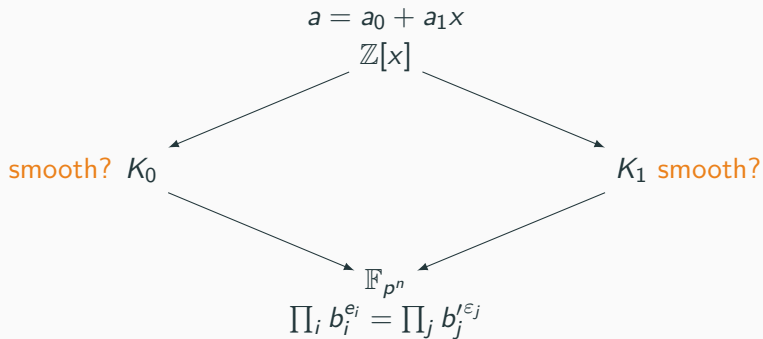 a = a₀ + a₁x
ℤ[x]
smooth? K₀ K₁ smooth?
𝔽_{pⁿ}
∏ᵢ bᵢ^{eᵢ} = ∏ⱼ b′ⱼ^{εⱼ}